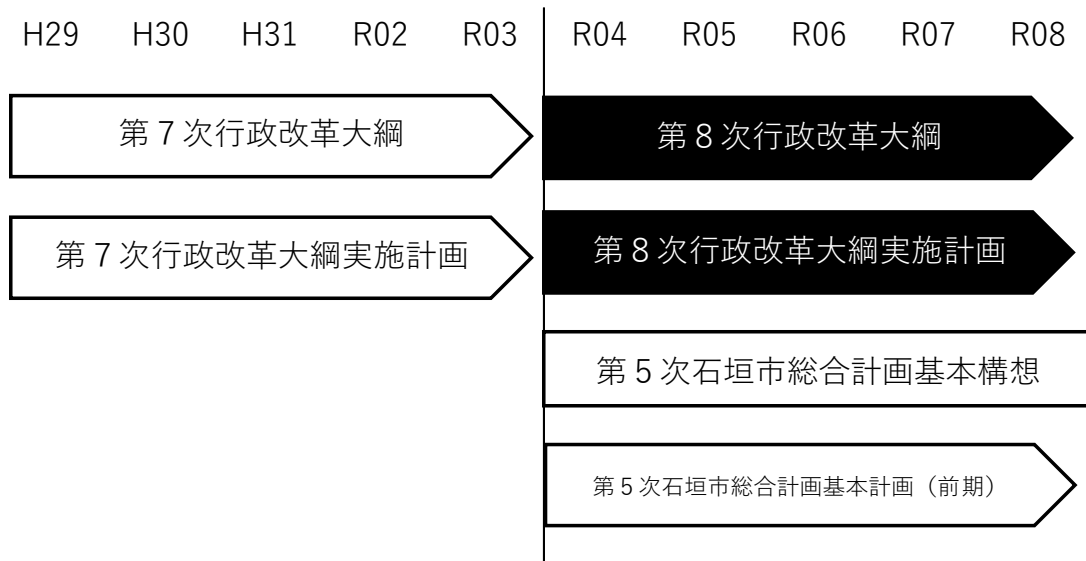 H29 H30 H31 R02 R03 R04 R05 R06 R07 R08
第7次行政改革大綱 第8次行政改革大綱
第7次行政改革大綱実施計画 第8次行政改革大綱実施計画
第5次石垣市総合計画基本構想
第5次石垣市総合計画基本計画（前期）